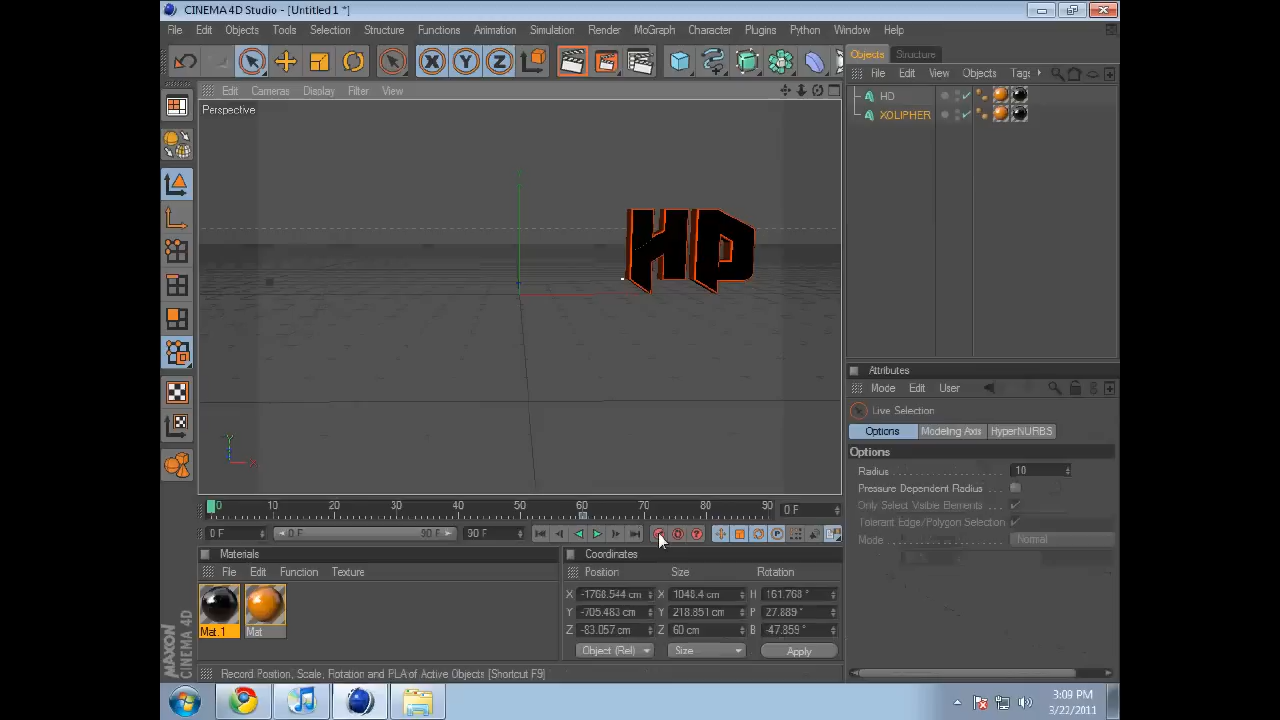 CINEMA 4D Studio - [Untitled 1 *]
File Edit Objects Tools Selection Structure Functions Animation Simulation Render MoGraph Character Plugins Python Window Help
Objects Structure
File Edit View Objects Tags
HD
XOLIPHER
Edit Cameras Display Filter View
Perspective
HD
Y
X
0 10 20 30 40 50 60 70 80 90 0 F
0 F 0 F 90 F 90 F
Materials
File Edit Function Texture
Mat.1 Mat
Coordinates
Position Size Rotation
X -1768.544 cm X 1048.4 cm H 161.768 °
Y -705.483 cm Y 218.851 cm P 27.889 °
Z -83.057 cm Z 60 cm B -47.859 °
Object (Rel) Size Apply
Attributes
Mode Edit User
Live Selection
Options Modeling Axis HyperNURBS
Options
Radius 10
Pressure Dependent Radius
Only Select Visible Elements
Tolerant Edge/Polygon Selection
Mode Normal
MAXON
CINEMA 4D
Record Position, Scale, Rotation and PLA of Active Objects [Shortcut F9]
3:09 PM
3/22/2011